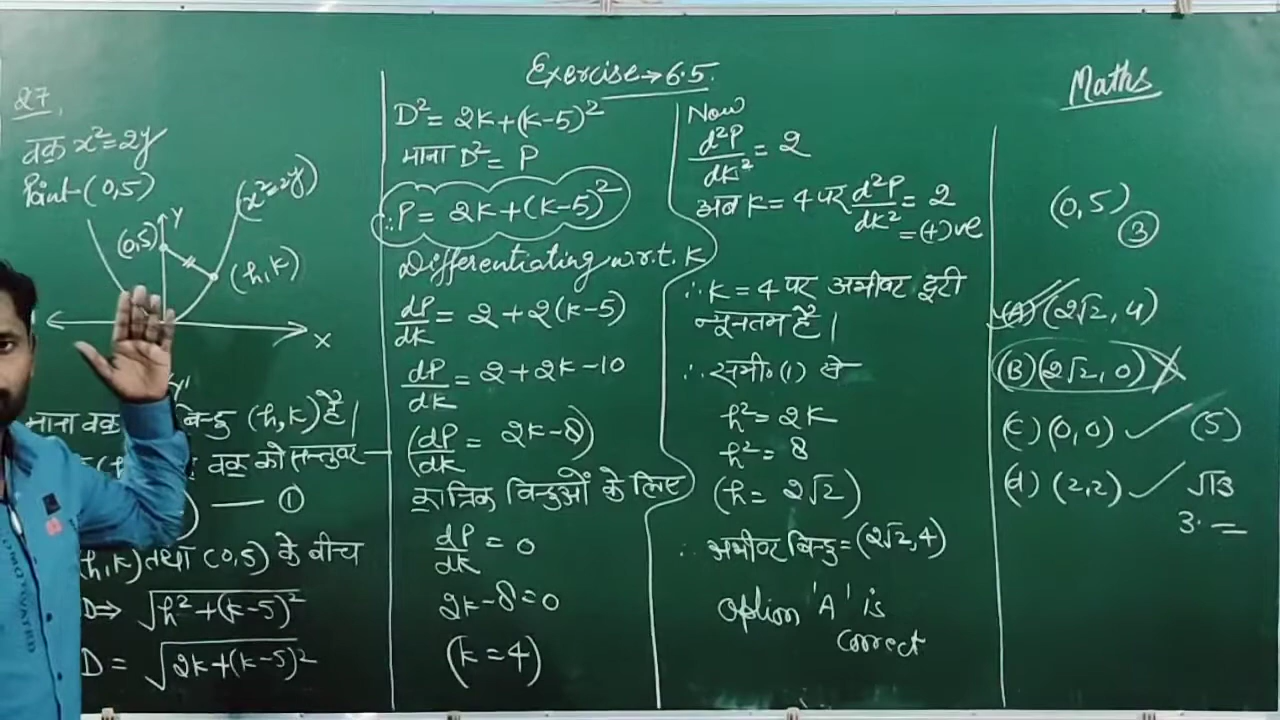 Exercise→6.5.
Maths
27.
वक्र x²=2y
Point-(0,5)
Y
(x²=2y)
(0,5)
(h,k)
X
Y'
माना वक्र बिन्दु (h,k) है।
वक्र को सन्तुष्ट
) — ①
(h,k) तथा (0,5) के बीच
D⇒ √h²+(k-5)²
D = √2k+(k-5)²
D² = 2k+(k-5)²
माना D² = P
∴P = 2k+(k-5)²
Differentiating w.r.t. k
dP/dk = 2+2(k-5)
dP/dk = 2+2k-10
(dP/dk = 2k-8)
क्रान्तिक बिन्दुओं के लिए
dP/dk = 0
2k-8=0
(k=4)
Now
d²P/dk² = 2
अब k=4 पर d²P/dk² = 2
=(+)ve
∴ k=4 पर अभीष्ट दूरी
न्यूनतम है।
∴ समी॰(1) से
h²=2k
h²=8
(h= 2√2)
∴ अभीष्ट बिन्दु=(2√2,4)
option 'A' is
correct
(0,5)
③
(A) (2√2,4)
(B) (2√2,0)
(c) (0,0) ✓ (5)
(d) (2,2) ✓ √13
3.